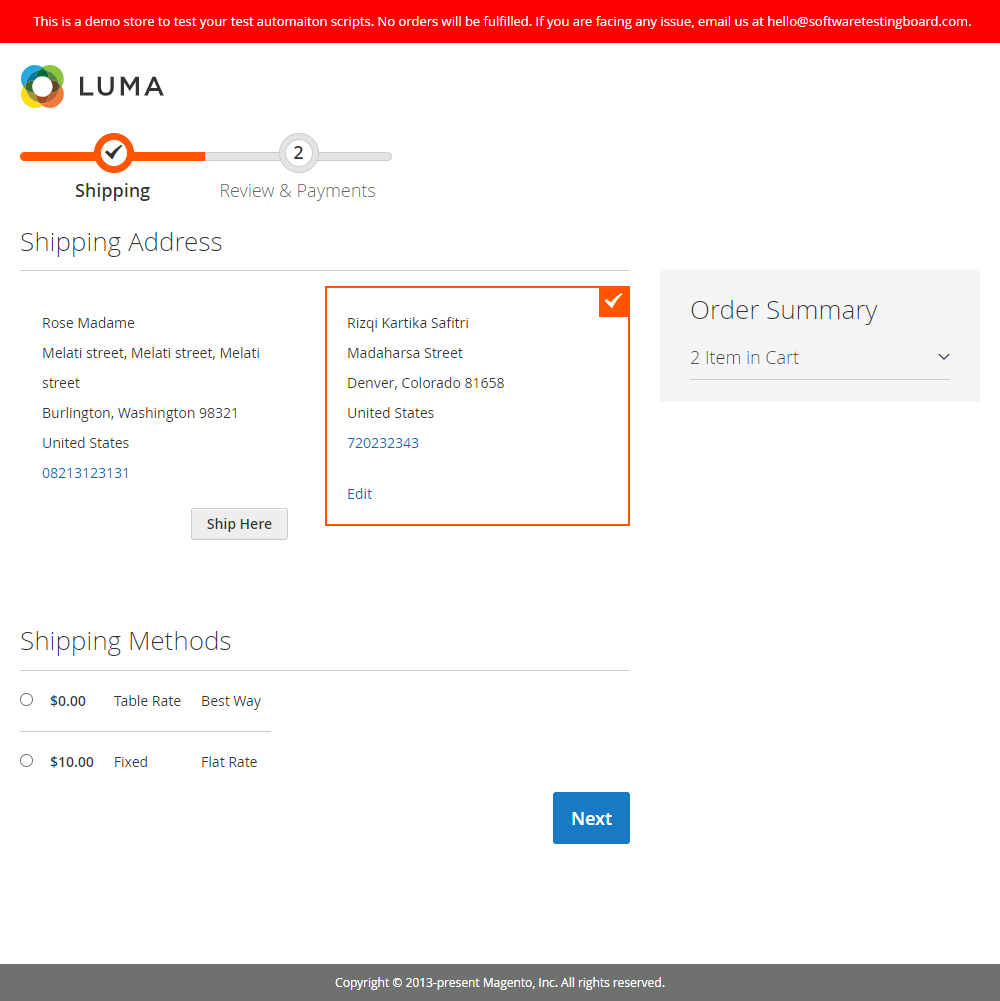 This is a demo store to test your test automaiton scripts. No orders will be fulfilled. If you are facing any issue, email us at hello@softwaretestingboard.com.
LUMA
2
Shipping
Review & Payments
Shipping Address
Rose Madame
Melati street, Melati street, Melati
street
Burlington, Washington 98321
United States
08213123131
Ship Here
Rizqi Kartika Safitri
Madaharsa Street
Denver, Colorado 81658
United States
720232343
Edit
Order Summary
2 Item in Cart
Shipping Methods
$0.00 Table Rate Best Way
$10.00 Fixed Flat Rate
Next
Copyright © 2013-present Magento, Inc. All rights reserved.